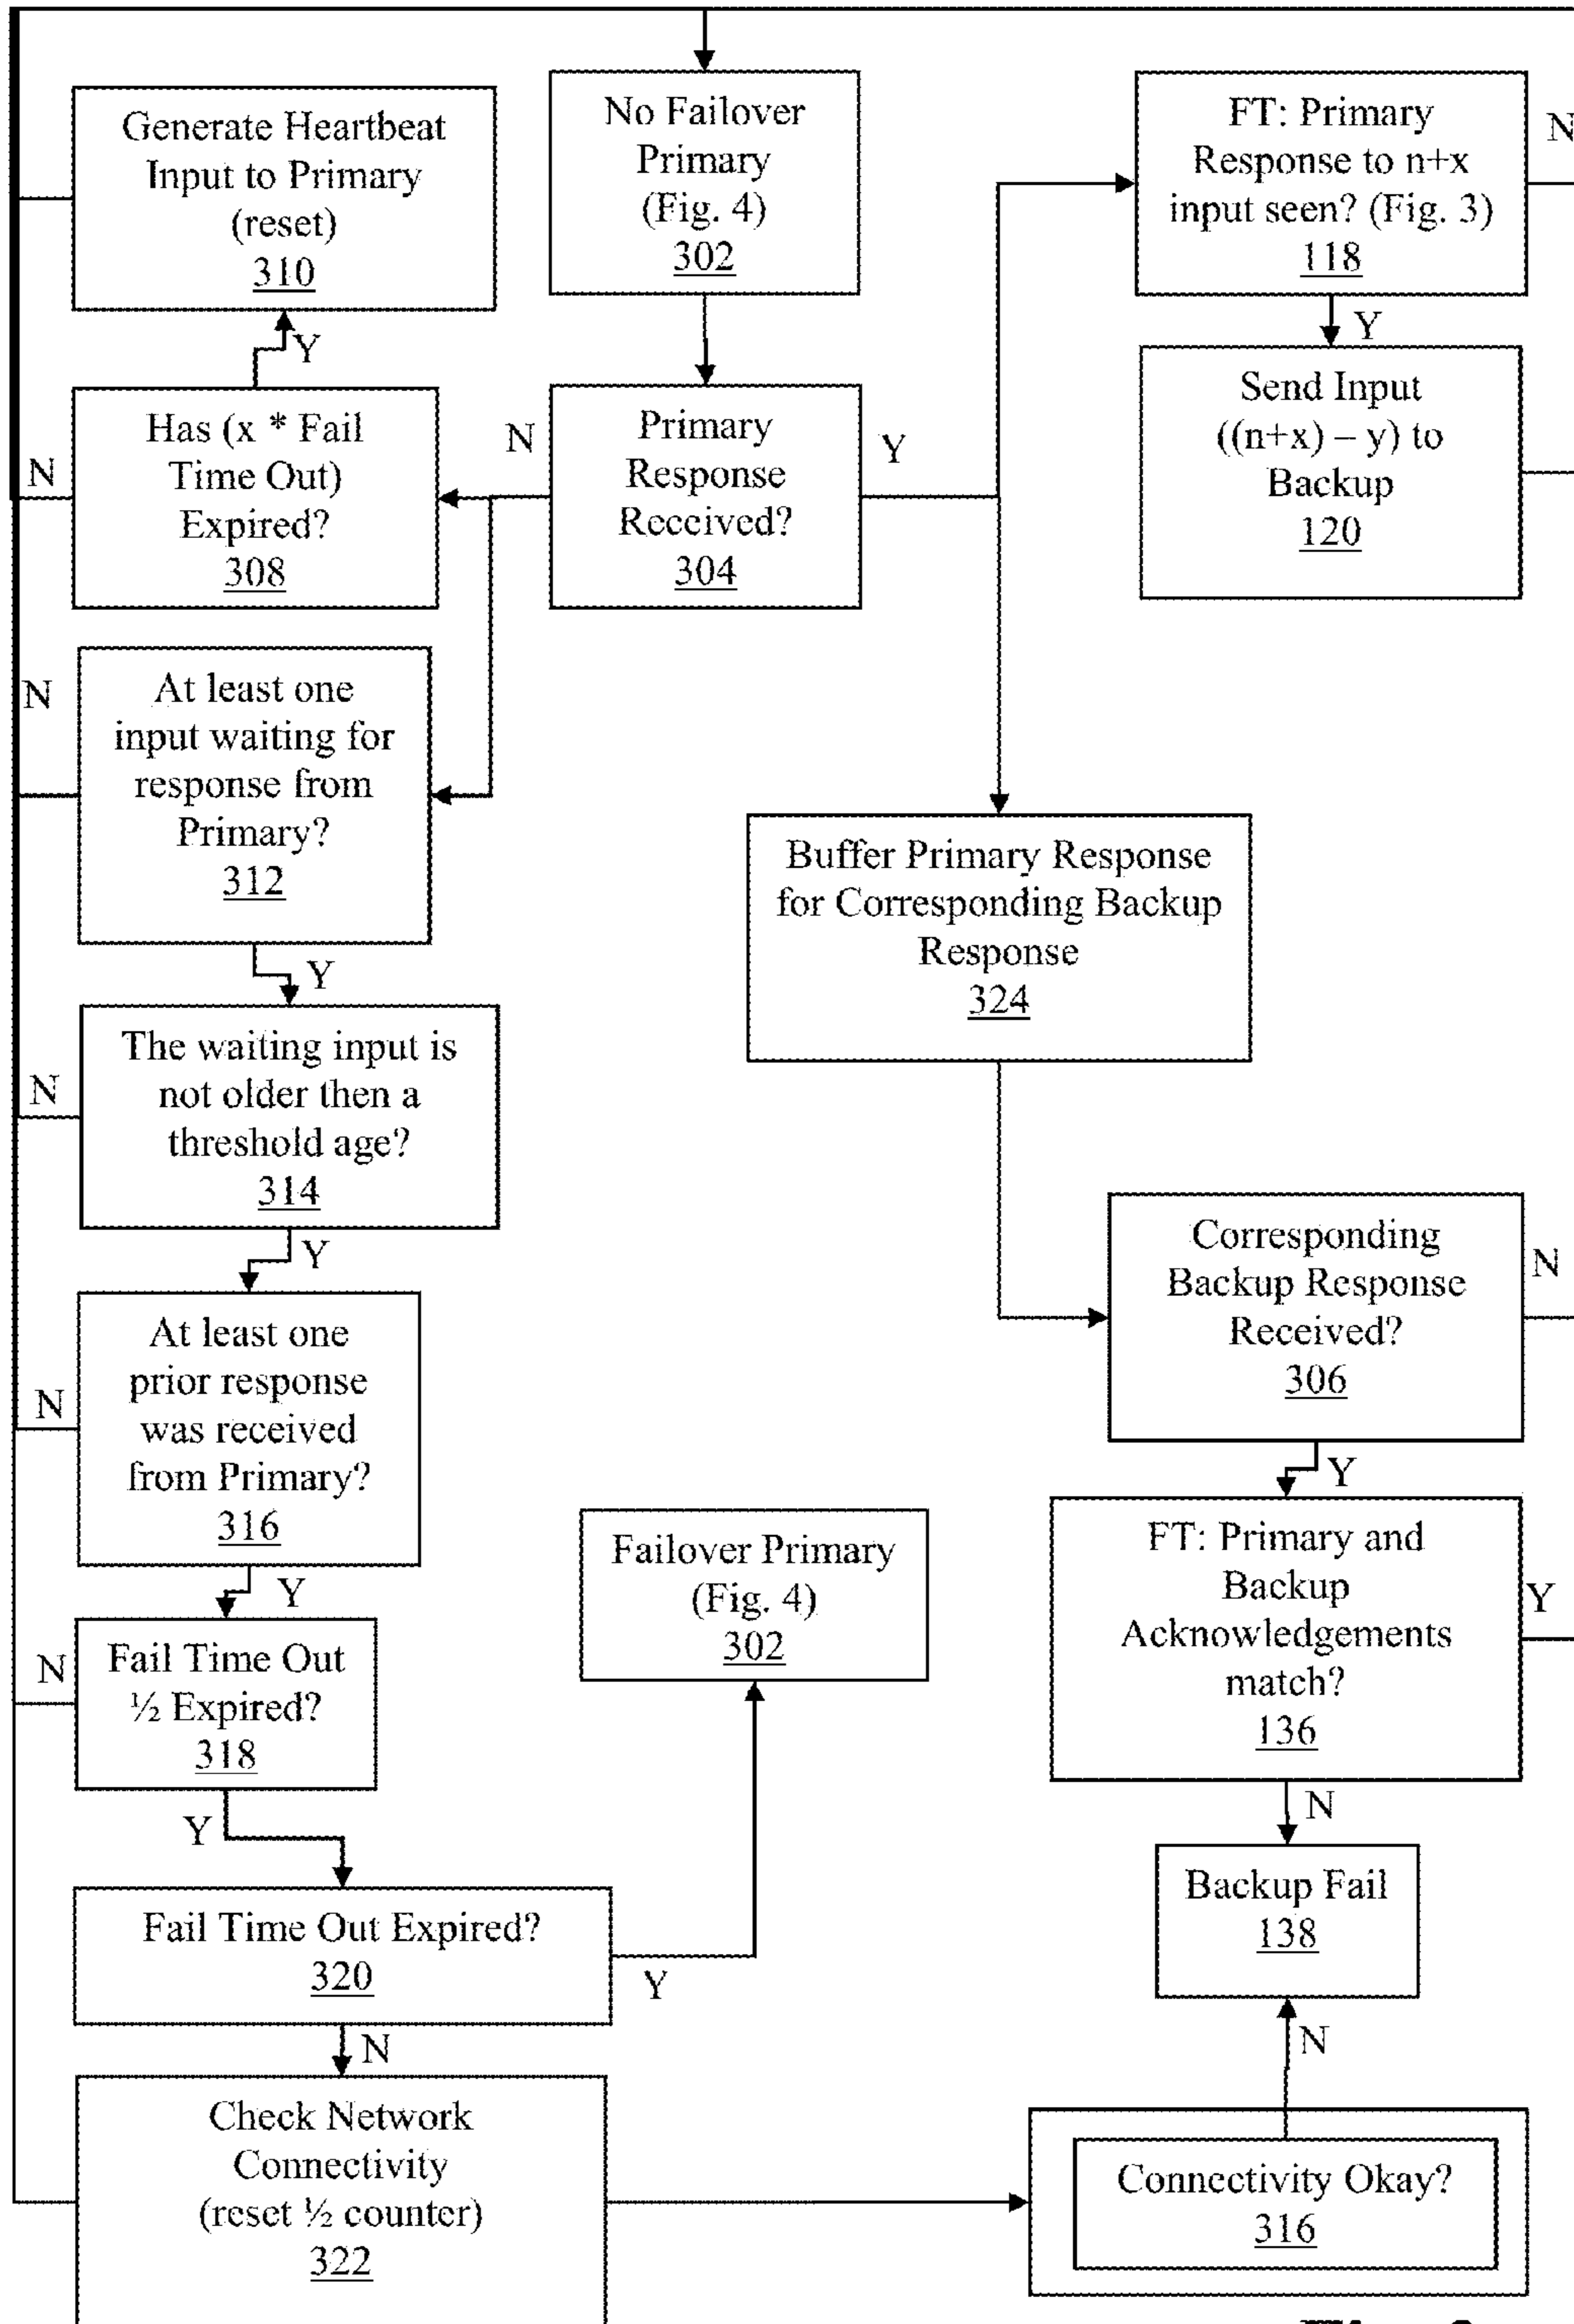 Generate Heartbeat
Input to Primary
(reset)
310
No Failover
Primary
(Fig. 4)
302
FT: Primary
Response to n+x
input seen? (Fig. 3)
118
N
Y
Y
Has (x * Fail
Time Out)
Expired?
308
N
N
Primary
Response
Received?
304
Y
Send Input
((n+x) – y) to
Backup
120
At least one
input waiting for
response from
Primary?
312
N
Y
Buffer Primary Response
for Corresponding Backup
Response
324
The waiting input is
not older then a
threshold age?
314
N
Y
Corresponding
Backup Response
Received?
306
N
Y
At least one
prior response
was received
from Primary?
316
N
Y
Failover Primary
(Fig. 4)
302
FT: Primary and
Backup
Acknowledgements
match?
136
Y
N
Fail Time Out
½ Expired?
318
N
Y
Backup Fail
138
Fail Time Out Expired?
320
Y
N
N
Check Network
Connectivity
(reset ½ counter)
322
Connectivity Okay?
316